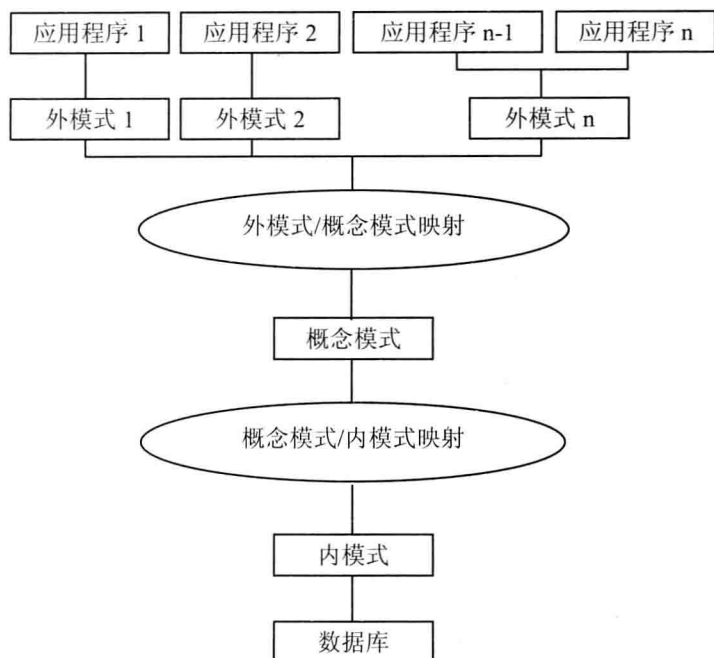 应用程序 1
应用程序 2
应用程序 n-1
应用程序 n
外模式 1
外模式 2
外模式 n
外模式/概念模式映射
概念模式
概念模式/内模式映射
内模式
数据库